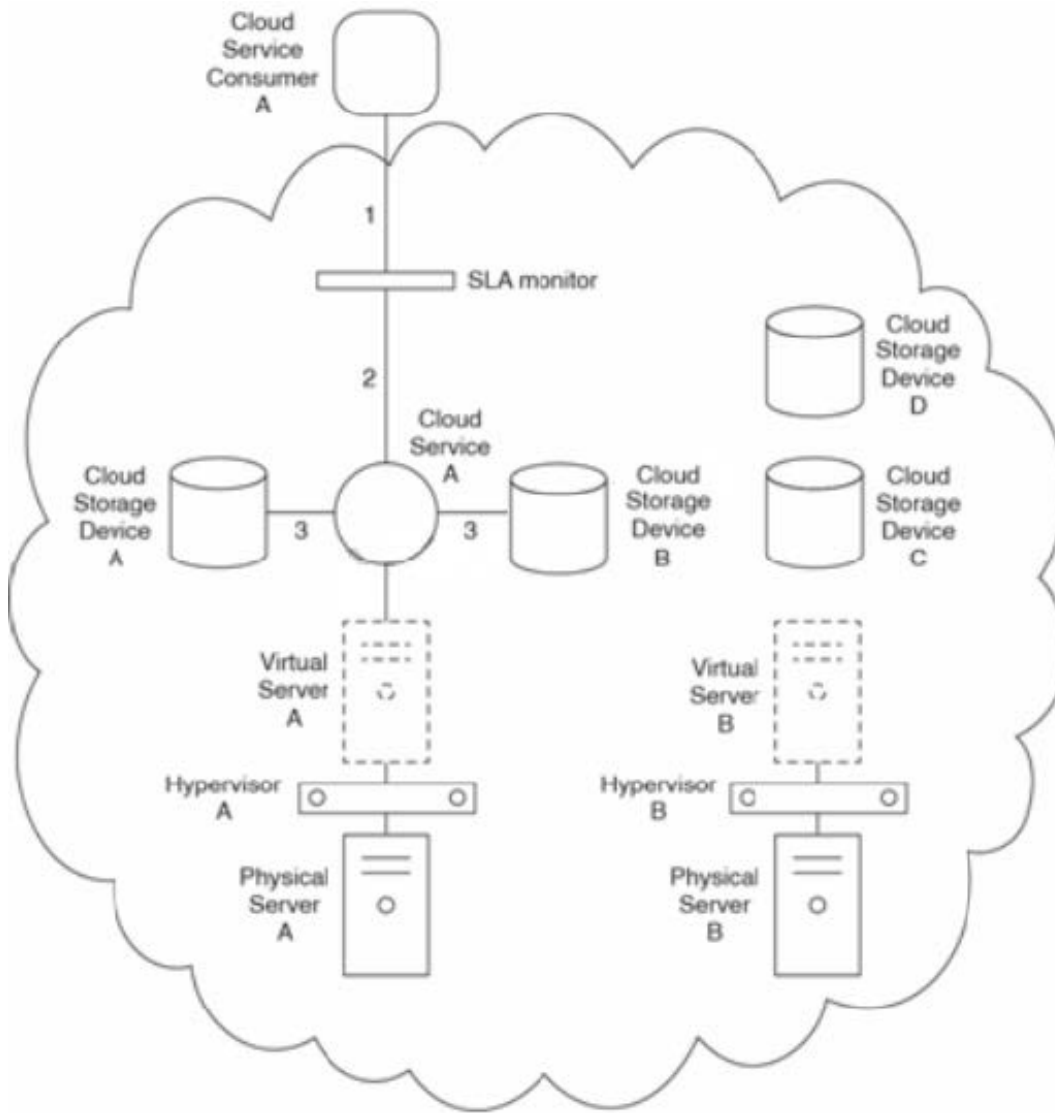 Cloud
Service
Consumer
A
1
SLA monitor
2
Cloud
Storage
Device
D
Cloud
Service
A
Cloud
Storage
Device
A
3
3
Cloud
Storage
Device
B
Cloud
Storage
Device
C
Virtual
Server
A
Virtual
Server
B
Hypervisor
A
Hypervisor
B
Physical
Server
A
Physical
Server
B